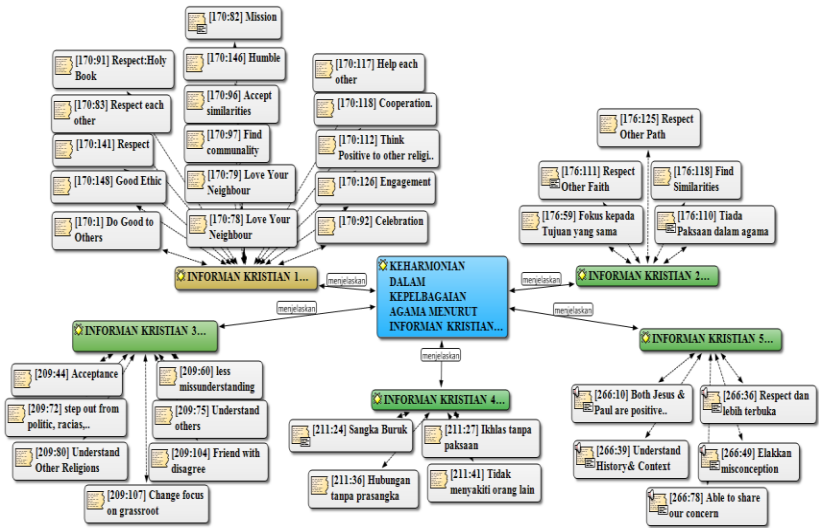 [170:82] Mission
[170:91] Respect:Holy
Book
[170:146] Humble
[170:117] Help each
other
[170:83] Respect each
other
[170:96] Accept
similarities
[170:118] Cooperation.
[170:141] Respect
[170:97] Find
communality
[170:112] Think
Positive to other religi..
[170:148] Good Ethic
[170:79] Love Your
Neighbour
[170:126] Engagement
[170:1] Do Good to
Others
[170:78] Love Your
Neighbour
[170:92] Celebration
[176:125] Respect
Other Path
[176:111] Respect
Other Faith
[176:118] Find
Similarities
[176:59] Fokus kepada
Tujuan yang sama
[176:110] Tiada
Paksaan dalam agama
INFORMAN KRISTIAN 1...
menjelaskan
KEHARMONIAN
DALAM
KEPELBAGAIAN
AGAMA MENURUT
INFORMAN KRISTIAN...
menjelaskan
INFORMAN KRISTIAN 2...
menjelaskan
menjelaskan
menjelaskan
INFORMAN KRISTIAN 3...
INFORMAN KRISTIAN 5...
[209:44] Acceptance
[209:60] less
missunderstanding
[209:72] step out from
politic, racias,..
[209:75] Understand
others
[209:80] Understand
Other Religions
[209:104] Friend with
disagree
[209:107] Change focus
on grassroot
INFORMAN KRISTIAN 4...
[211:24] Sangka Buruk
[211:27] Ikhlas tanpa
paksaan
[211:36] Hubungan
tanpa prasangka
[211:41] Tidak
menyakiti orang lain
[266:10] Both Jesus &
Paul are positive..
[266:36] Respect dan
lebih terbuka
[266:39] Understand
History& Context
[266:49] Elakkan
misconception
[266:78] Able to share
our concern